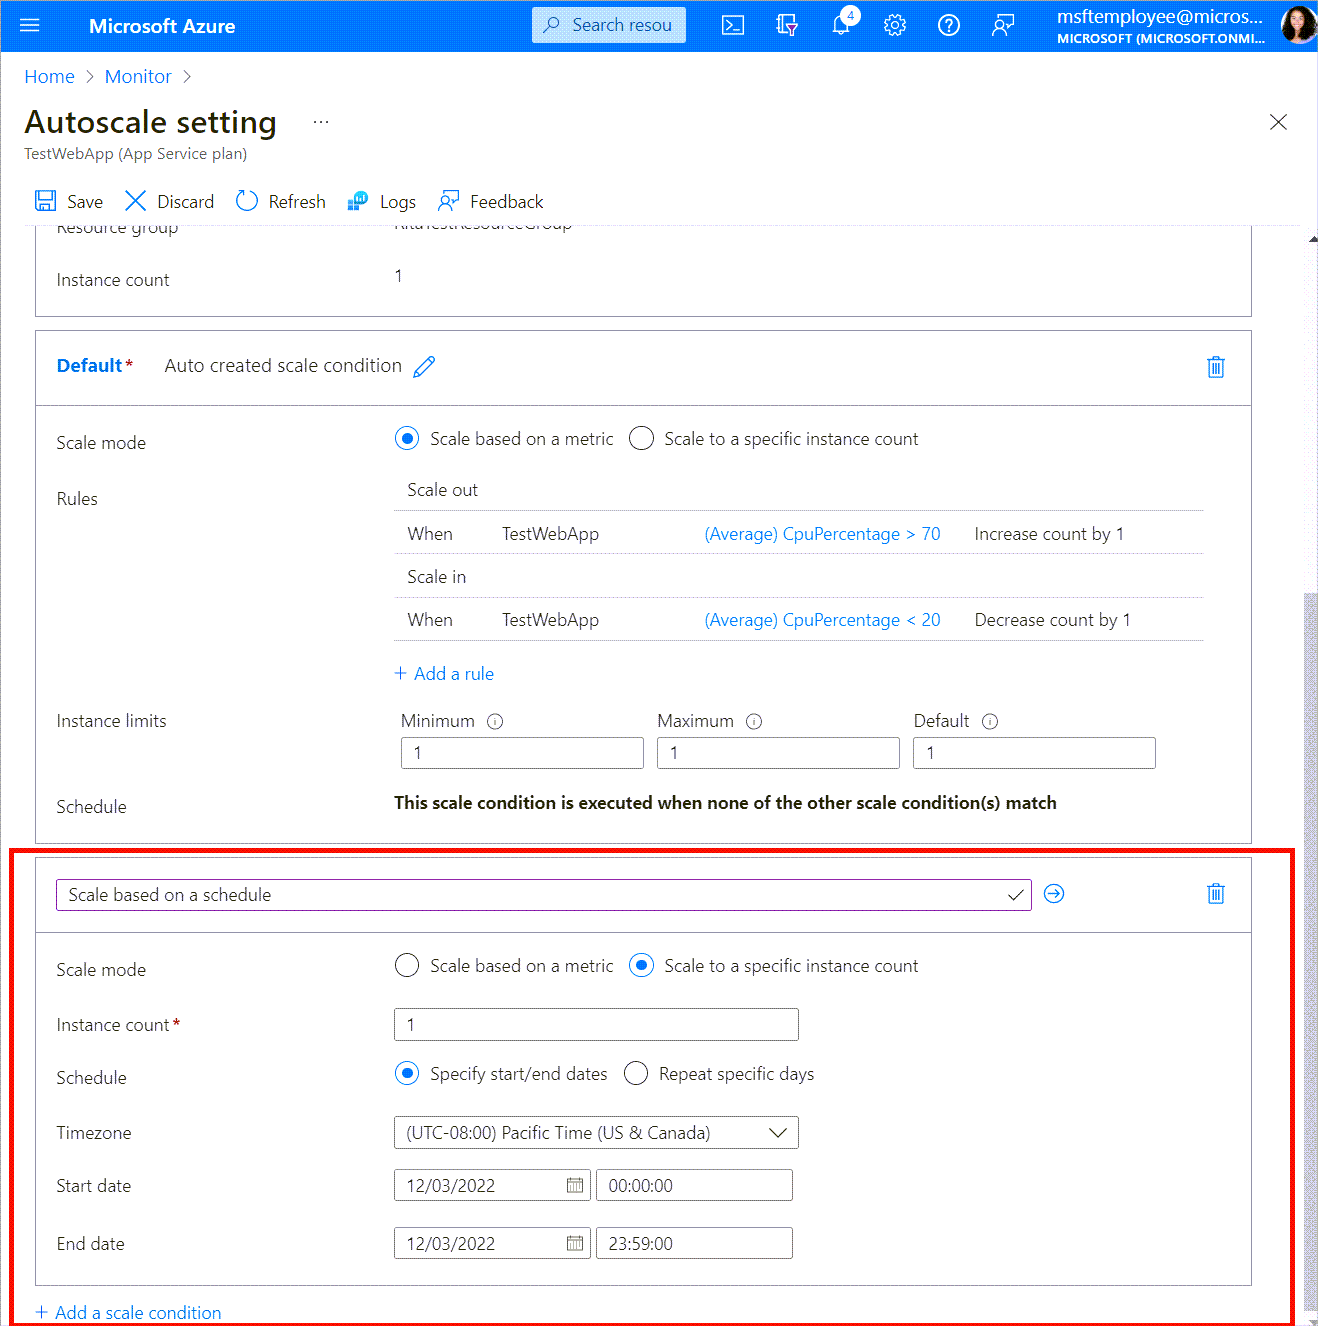 Microsoft Azure
Search resou
4
msftemployee@micros...
MICROSOFT (MICROSOFT.ONMI...
Home > Monitor >
Autoscale setting ...
TestWebApp (App Service plan)
Save Discard Refresh Logs Feedback
Resource group RitaTestResourceGroup
Instance count 1
Default* Auto created scale condition
Scale mode Scale based on a metric Scale to a specific instance count
Rules
Scale out
When TestWebApp (Average) CpuPercentage > 70 Increase count by 1
Scale in
When TestWebApp (Average) CpuPercentage < 20 Decrease count by 1
+ Add a rule
Instance limits Minimum Maximum Default
1 1 1
Schedule This scale condition is executed when none of the other scale condition(s) match
Scale based on a schedule
Scale mode Scale based on a metric Scale to a specific instance count
Instance count* 1
Schedule Specify start/end dates Repeat specific days
Timezone (UTC-08:00) Pacific Time (US & Canada)
Start date 12/03/2022 00:00:00
End date 12/03/2022 23:59:00
+ Add a scale condition